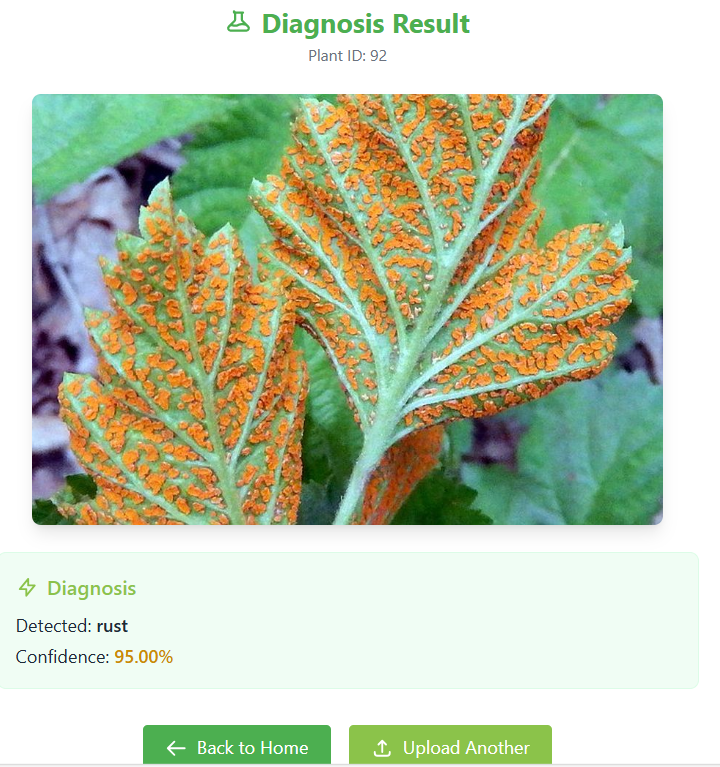 Diagnosis Result
Plant ID: 92
Diagnosis
Detected: rust
Confidence: 95.00%
Back to Home
Upload Another